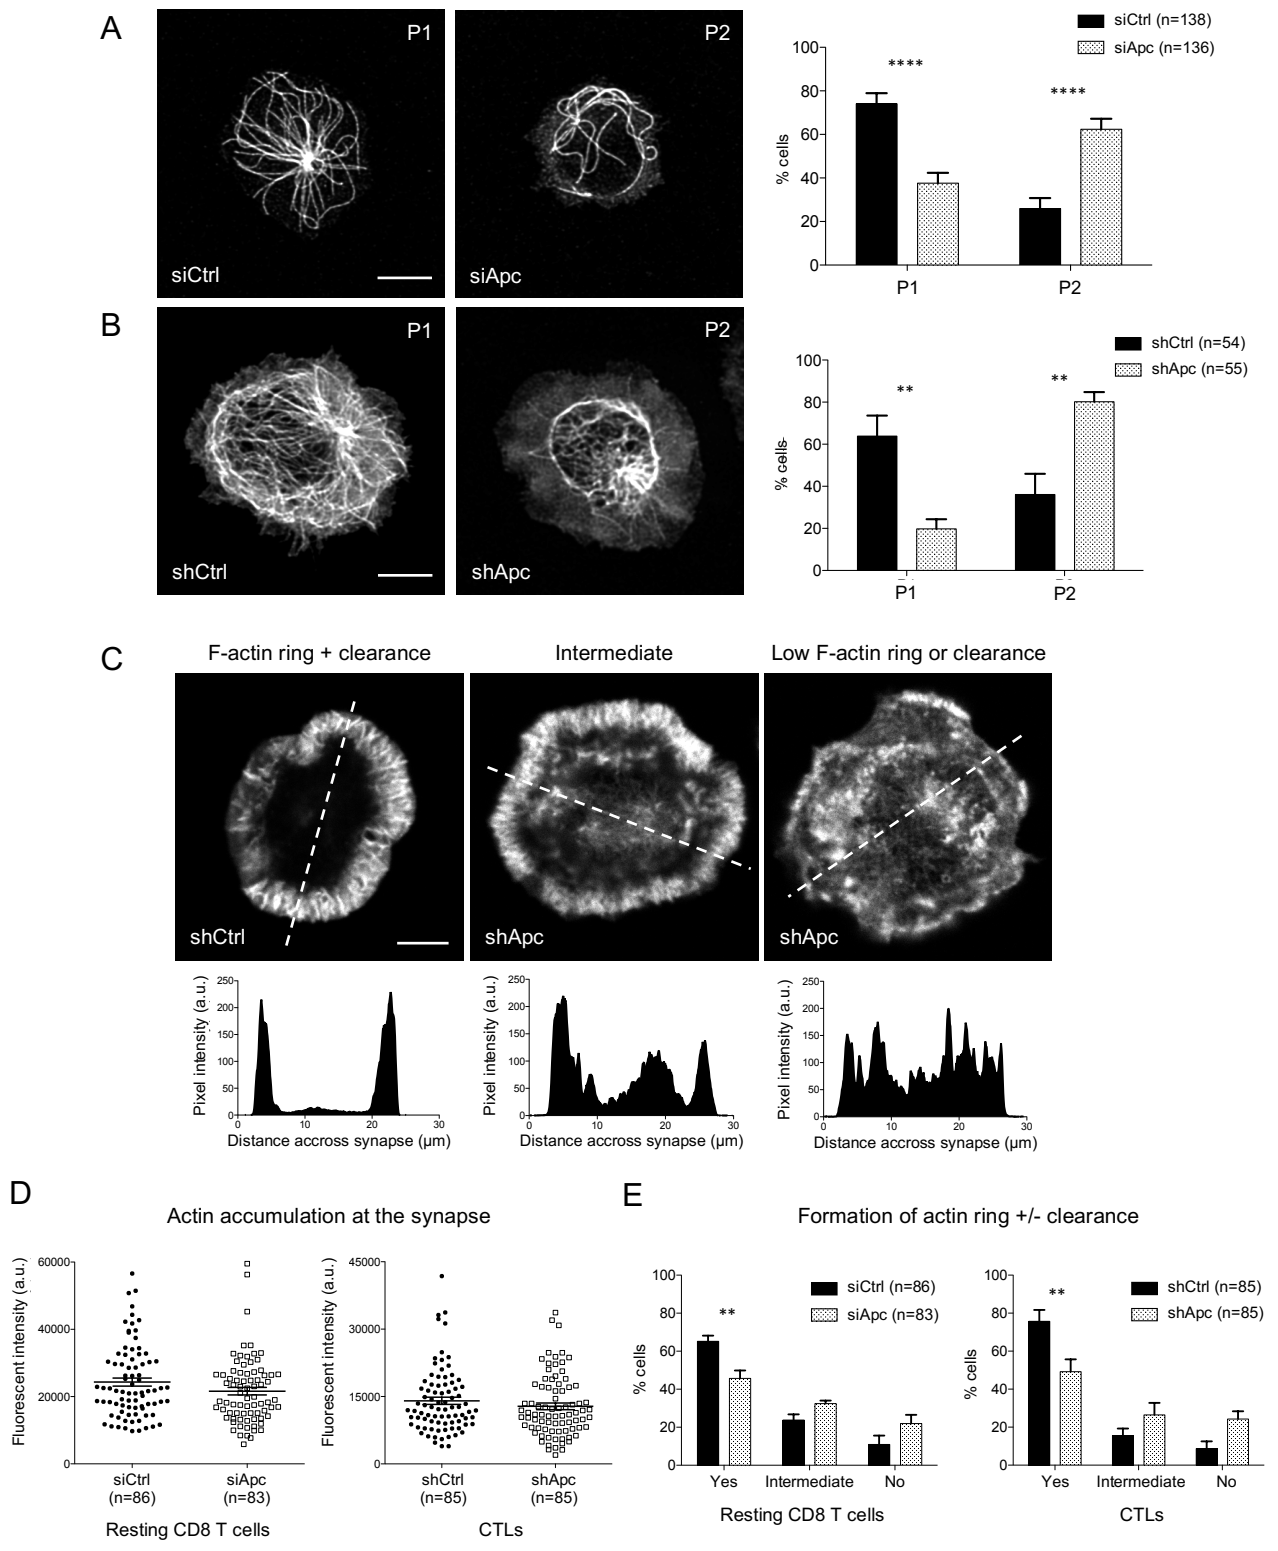 A
P1
siCtrl
P2
siApc
siCtrl (n=138)
siApc (n=136)
% cells
100
80
60
40
20
0
****
****
P1
P2
B
P1
shCtrl
P2
shApc
shCtrl (n=54)
shApc (n=55)
% cells
100
80
60
40
20
0
**
**
P1
P2
C
F-actin ring + clearance
Intermediate
Low F-actin ring or clearance
shCtrl
shApc
shApc
Pixel intensity (a.u.)
250
200
150
100
50
0
0
10
20
30
Distance accross synapse (µm)
Pixel intensity (a.u.)
250
200
150
100
50
0
0
10
20
30
Distance accross synapse (µm)
Pixel intensity (a.u.)
250
200
150
100
50
0
0
10
20
30
Distance accross synapse (µm)
D
Actin accumulation at the synapse
Fluorescent intensity (a.u.)
60000
40000
20000
0
siCtrl
(n=86)
siApc
(n=83)
Resting CD8 T cells
Fluorescent intensity (a.u.)
45000
30000
15000
0
shCtrl
(n=85)
shApc
(n=85)
CTLs
E
Formation of actin ring +/- clearance
% cells
100
80
60
40
20
0
siCtrl (n=86)
siApc (n=83)
**
Yes
Intermediate
No
Resting CD8 T cells
% cells
100
80
60
40
20
0
shCtrl (n=85)
shApc (n=85)
**
Yes
Intermediate
No
CTLs